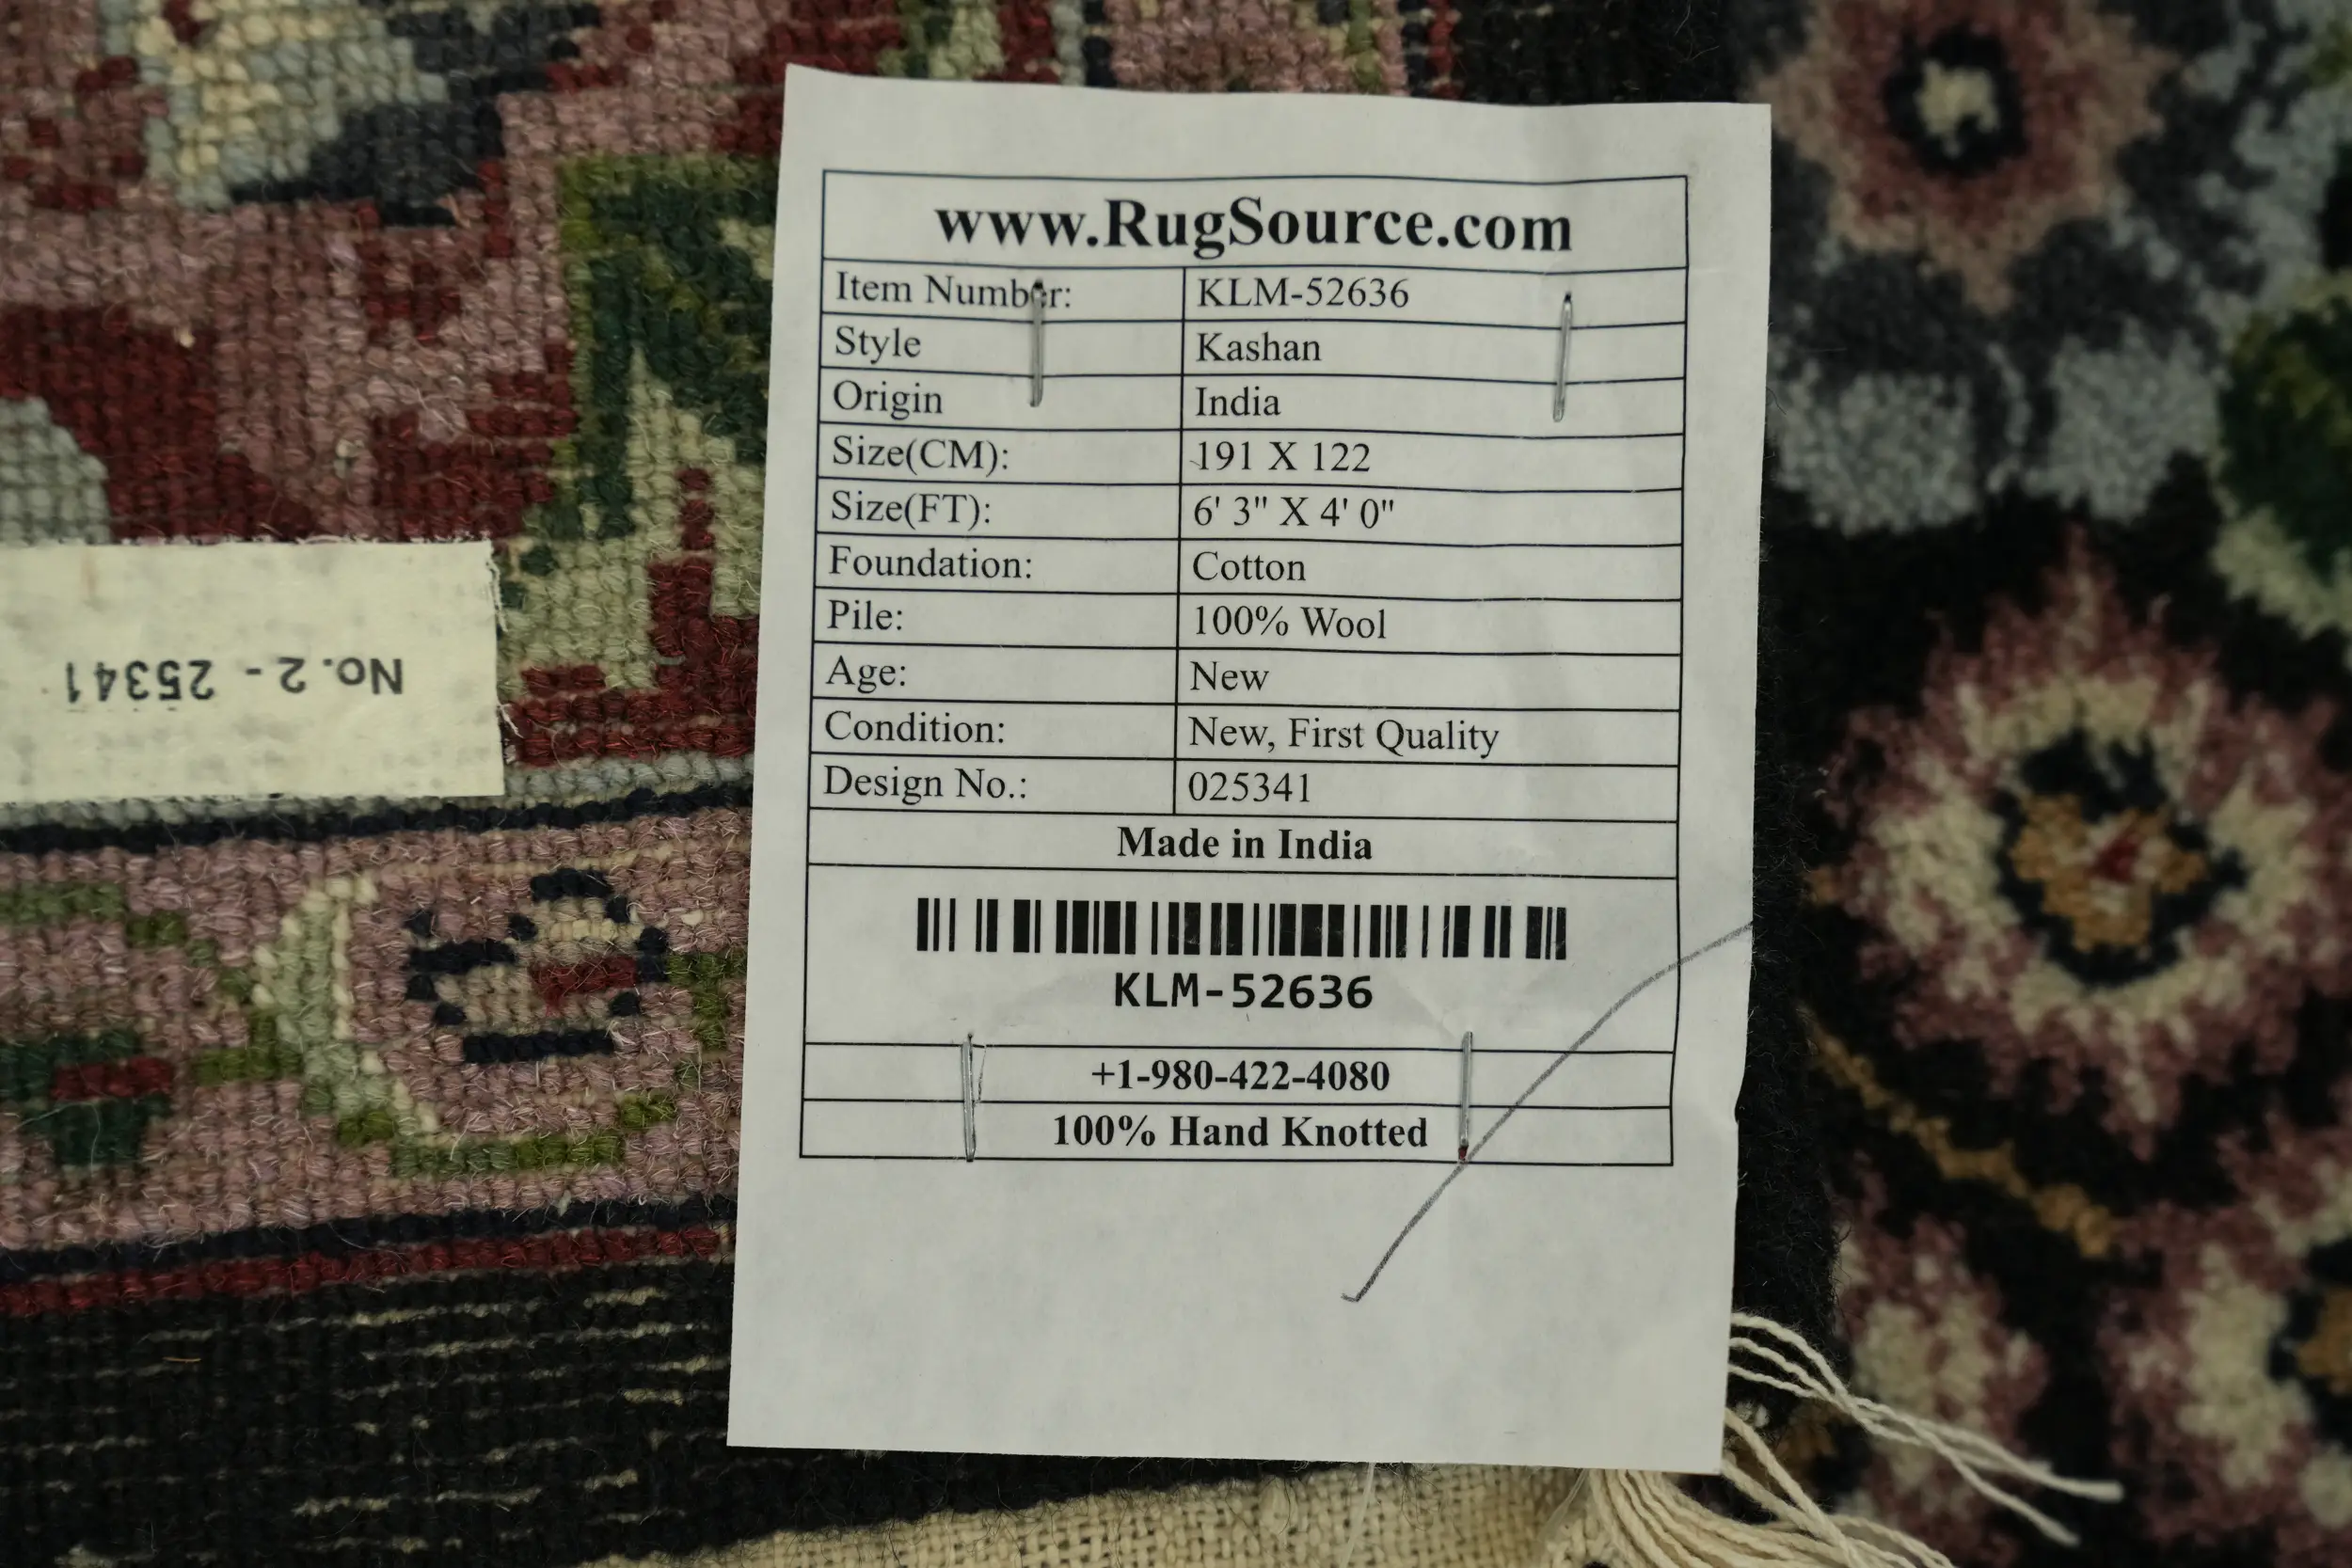 www.RugSource.com
Item Number: KLM-52636
Style Kashan
Origin India
Size(CM): 191 X 122
Size(FT): 6' 3" X 4' 0"
Foundation: Cotton
Pile: 100% Wool
Age: New
Condition: New, First Quality
Design No.: 025341
Made in India
KLM-52636
+1-980-422-4080
100% Hand Knotted
No. 2 - 25341